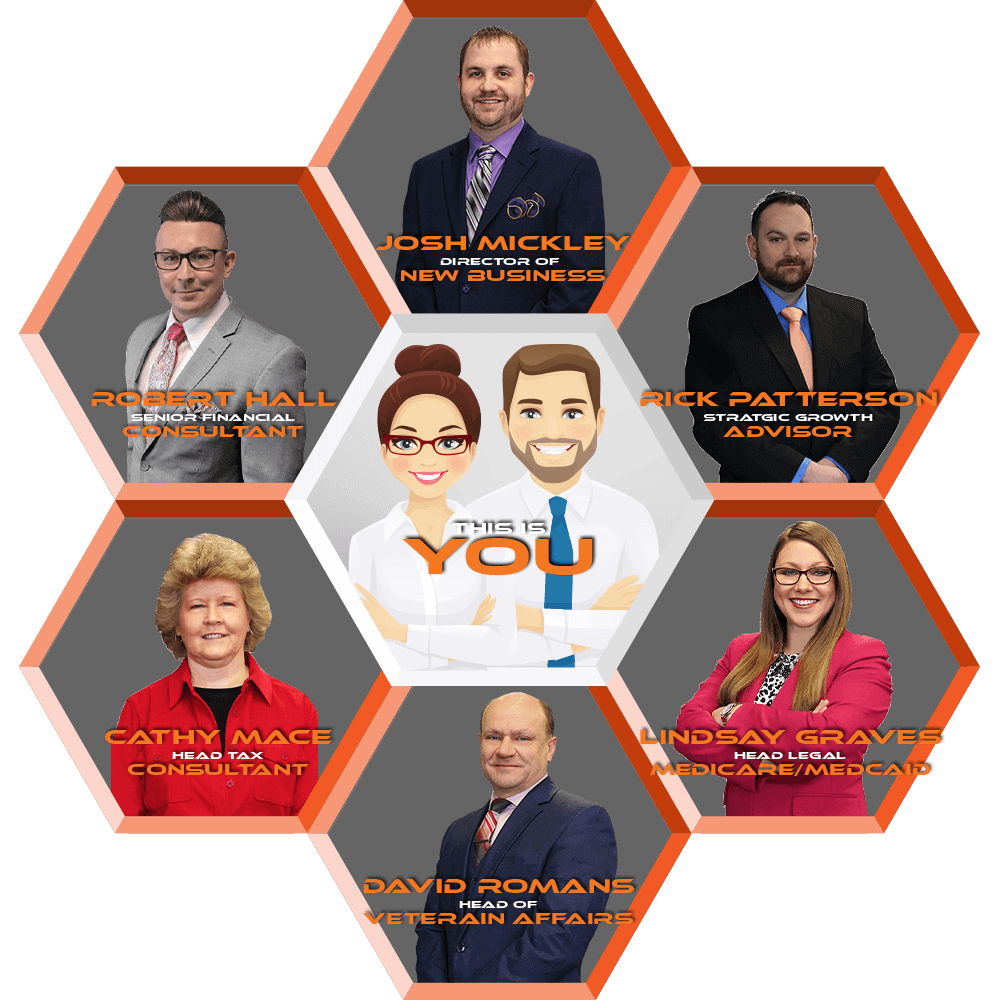 JOSH MICKLEY
DIRECTOR OF
NEW BUSINESS
ROBERT HALL
SENIOR FINANCIAL
CONSULTANT
RICK PATTERSON
STRATGIC GROWTH
ADVISOR
THIS IS
YOU
CATHY MACE
HEAD TAX
CONSULTANT
LINDSAY GRAVES
HEAD LEGAL
MEDICARE/MEDCAID
DAVID ROMANS
HEAD OF
VETERAIN AFFAIRS